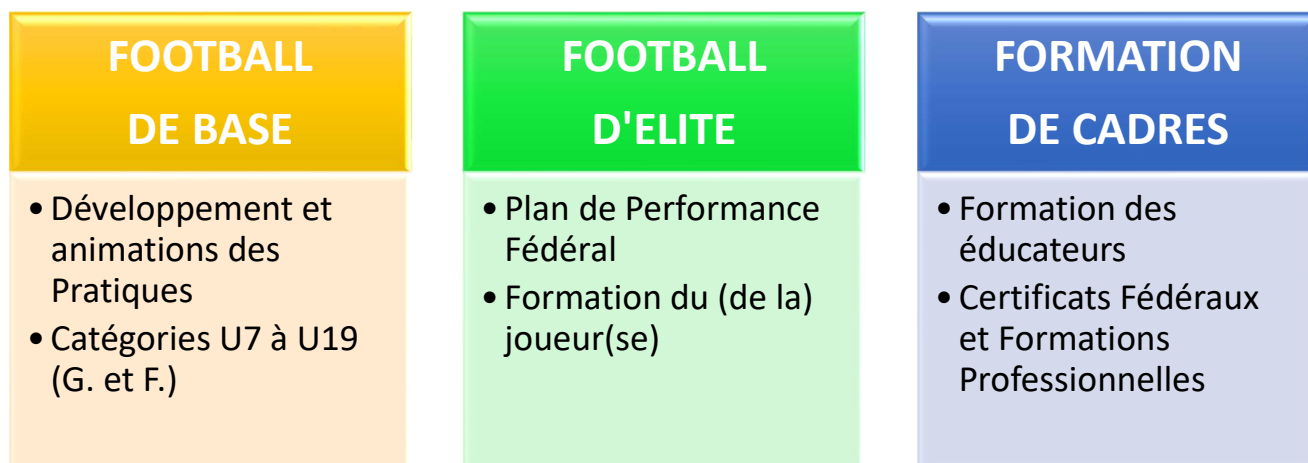 FOOTBALL
DE BASE
• Développement et
animations des
Pratiques
• Catégories U7 à U19
(G. et F.)
FOOTBALL
D'ELITE
• Plan de Performance
Fédéral
• Formation du (de la)
joueur(se)
FORMATION
DE CADRES
• Formation des
éducateurs
• Certificats Fédéraux
et Formations
Professionnelles